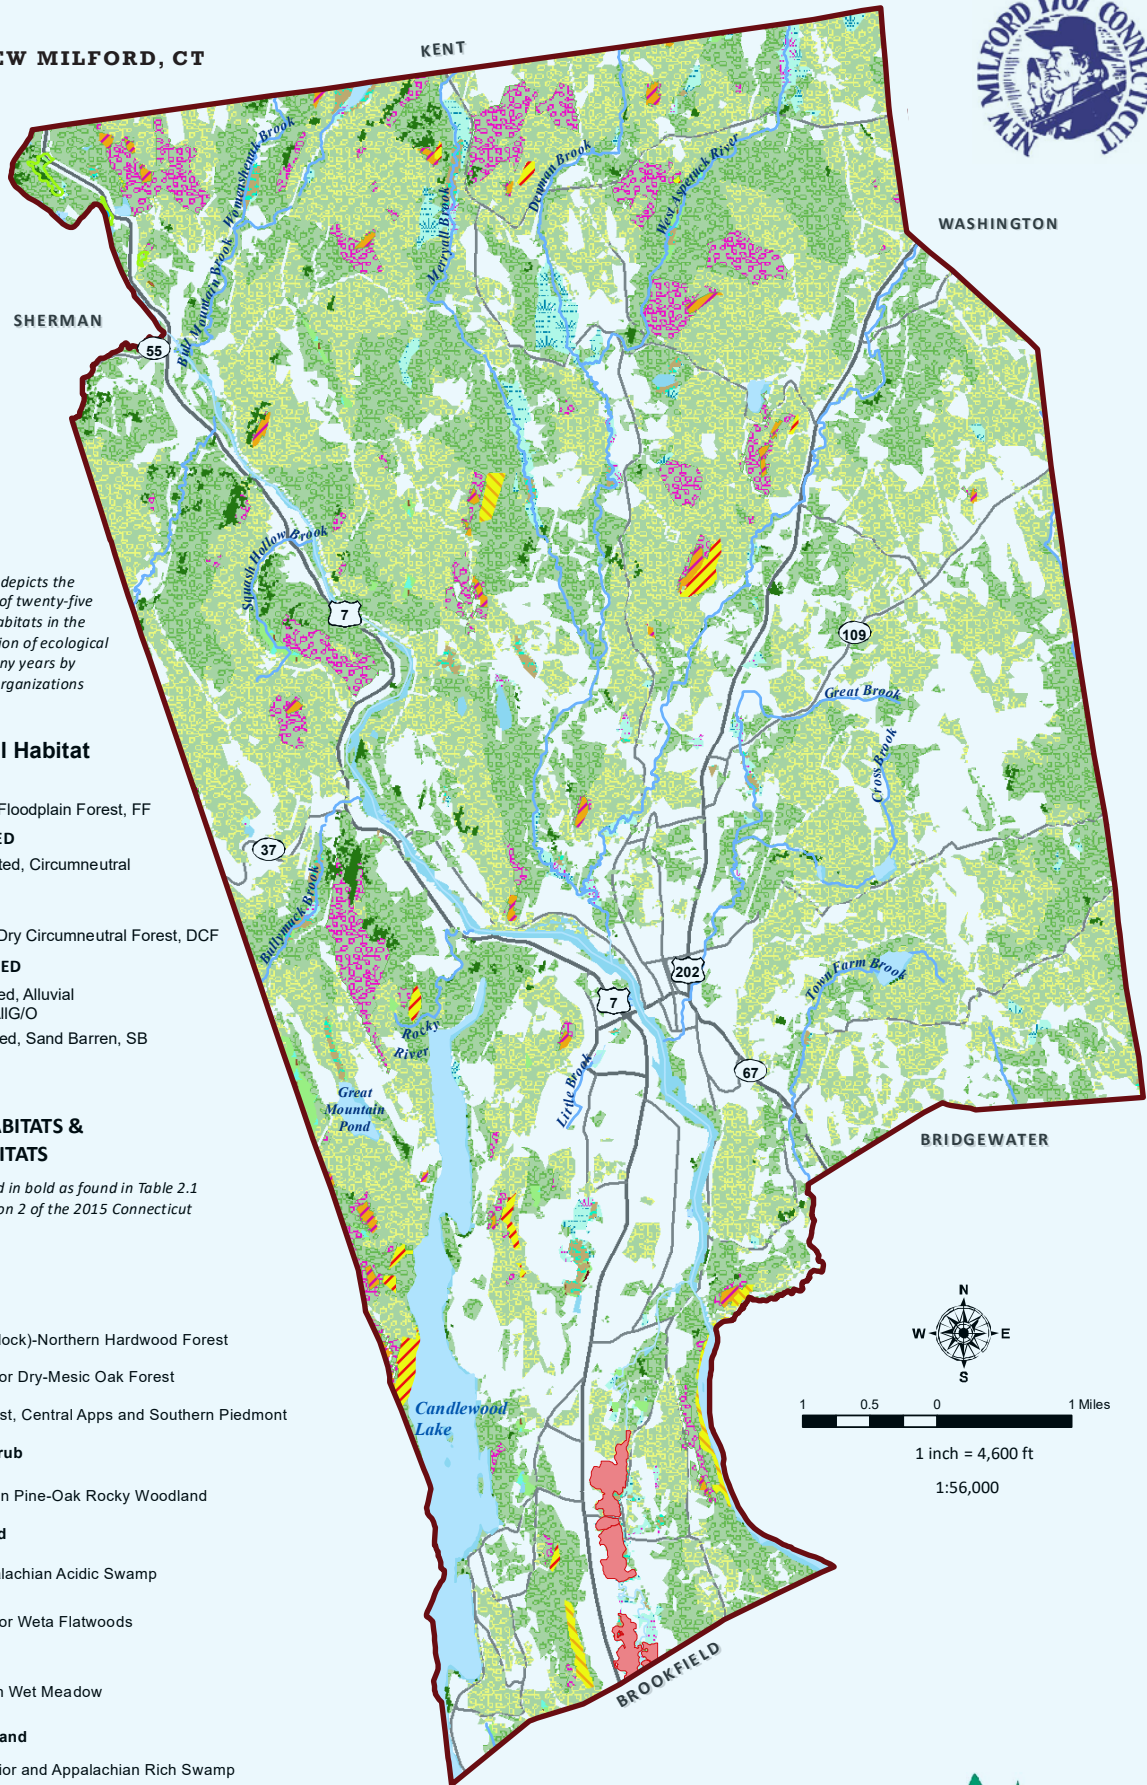 EW MILFORD, CT
NEW MILFORD 1707 CONNECTICUT
KENT
WASHINGTON
SHERMAN
BRIDGEWATER
BROOKFIELD
Womenshenuk Brook
Bull Mountain Brook
Merryall Brook
Denman Brook
West Aspetuck River
55
Squash Hollow Brook
7
109
Great Brook
Cross Brook
37
Ballymuck Brook
Town Farm Brook
202
7
Rocky
River
67
Little Brook
Great
Mountain
Pond
Candlewood
Lake
depicts the
of twenty-five
abitats in the
ion of ecological
ny years by
rganizations
l Habitat
Floodplain Forest, FF
ED
ted, Circumneutral
Dry Circumneutral Forest, DCF
ED
ed, Alluvial
llG/O
ed, Sand Barren, SB
ABITATS &
ITATS
d in bold as found in Table 2.1
on 2 of the 2015 Connecticut
lock)-Northern Hardwood Forest
or Dry-Mesic Oak Forest
st, Central Apps and Southern Piedmont
rub
n Pine-Oak Rocky Woodland
d
alachian Acidic Swamp
or Weta Flatwoods
n Wet Meadow
and
ior and Appalachian Rich Swamp
N
W E
S
1 0.5 0 1 Miles
1 inch = 4,600 ft
1:56,000